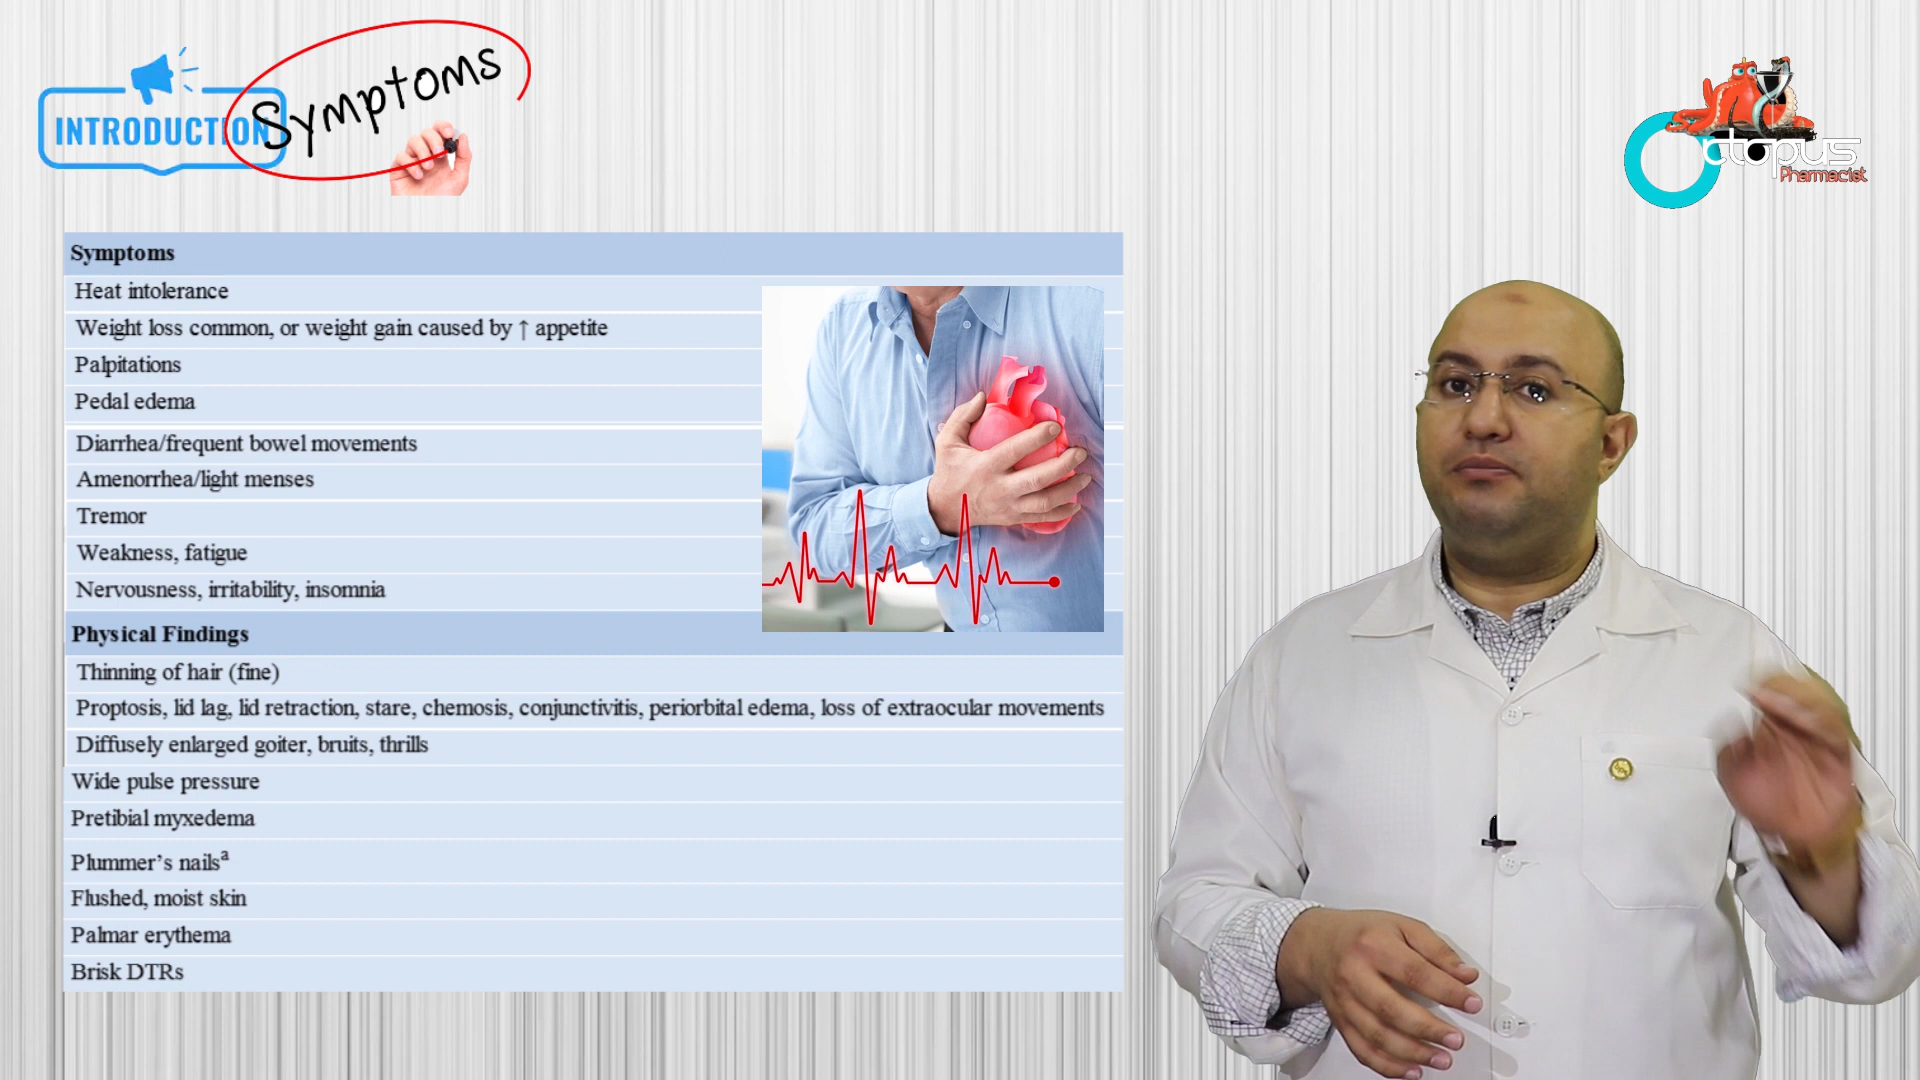 INTRODUCTION
Symptoms
Octopus
Pharmacist
Symptoms
Heat intolerance
Weight loss common, or weight gain caused by ↑ appetite
Palpitations
Pedal edema
Diarrhea/frequent bowel movements
Amenorrhea/light menses
Tremor
Weakness, fatigue
Nervousness, irritability, insomnia
Physical Findings
Thinning of hair (fine)
Proptosis, lid lag, lid retraction, stare, chemosis, conjunctivitis, periorbital edema, loss of extraocular movements
Diffusely enlarged goiter, bruits, thrills
Wide pulse pressure
Pretibial myxedema
Plummer’s nailsᵃ
Flushed, moist skin
Palmar erythema
Brisk DTRs